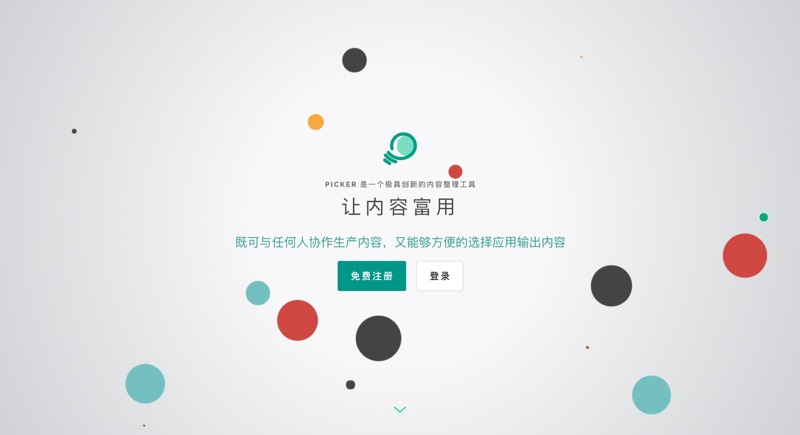 PICKER 是一个极具创新的内容整理工具
让内容富用
既可与任何人协作生产内容，又能够方便的选择应用输出内容
免费注册
登录